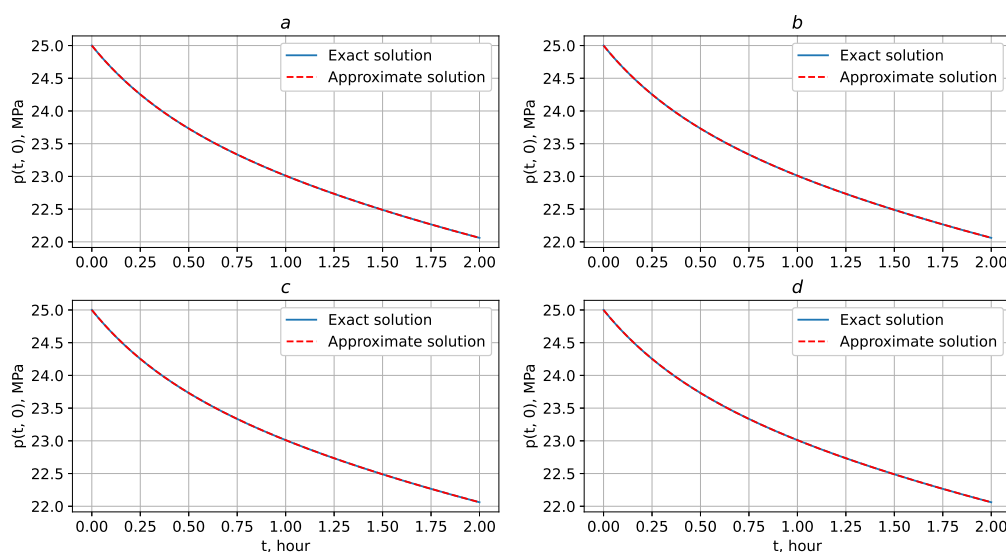 a
25.0
24.5
24.0
23.5
23.0
22.5
22.0
p(t, 0), MPa
Exact solution
Approximate solution
0.00 0.25 0.50 0.75 1.00 1.25 1.50 1.75 2.00
b
25.0
24.5
24.0
23.5
23.0
22.5
22.0
p(t, 0), MPa
Exact solution
Approximate solution
0.00 0.25 0.50 0.75 1.00 1.25 1.50 1.75 2.00
c
25.0
24.5
24.0
23.5
23.0
22.5
22.0
p(t, 0), MPa
Exact solution
Approximate solution
0.00 0.25 0.50 0.75 1.00 1.25 1.50 1.75 2.00
t, hour
d
25.0
24.5
24.0
23.5
23.0
22.5
22.0
p(t, 0), MPa
Exact solution
Approximate solution
0.00 0.25 0.50 0.75 1.00 1.25 1.50 1.75 2.00
t, hour